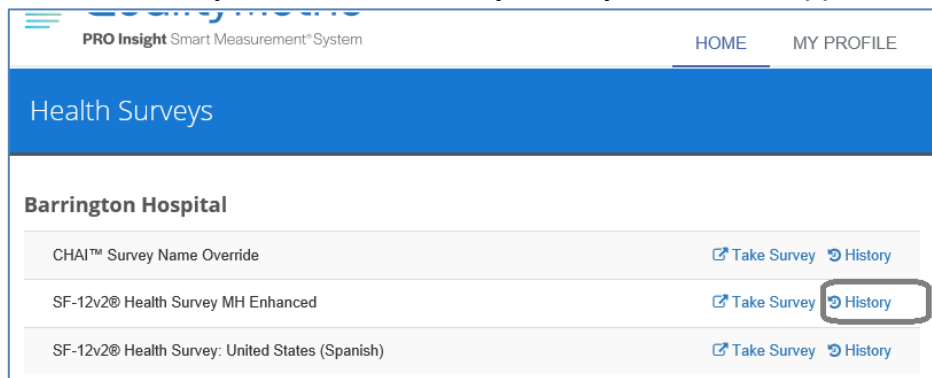 PRO Insight Smart Measurement® System
HOME MY PROFILE
Health Surveys
Barrington Hospital
CHAI™ Survey Name Override Take Survey History
SF-12v2® Health Survey MH Enhanced Take Survey History
SF-12v2® Health Survey: United States (Spanish) Take Survey History